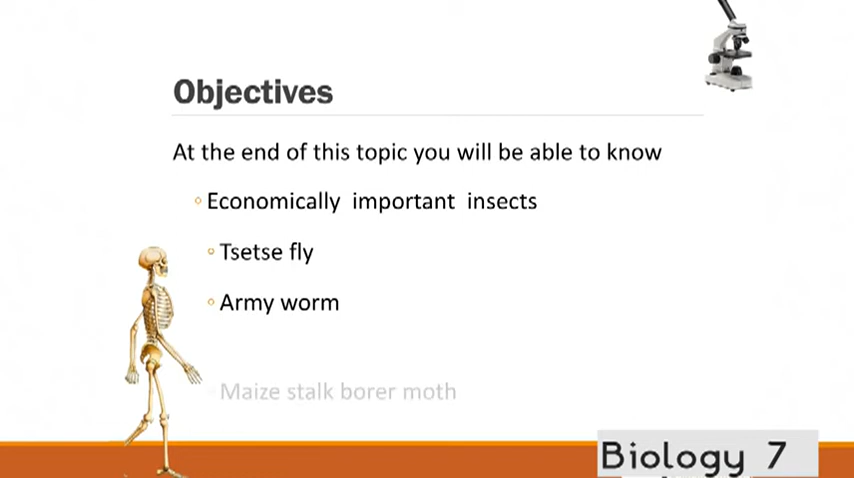 Objectives
At the end of this topic you will be able to know
Economically important insects
Tsetse fly
Army worm
Maize stalk borer moth
Biology 7